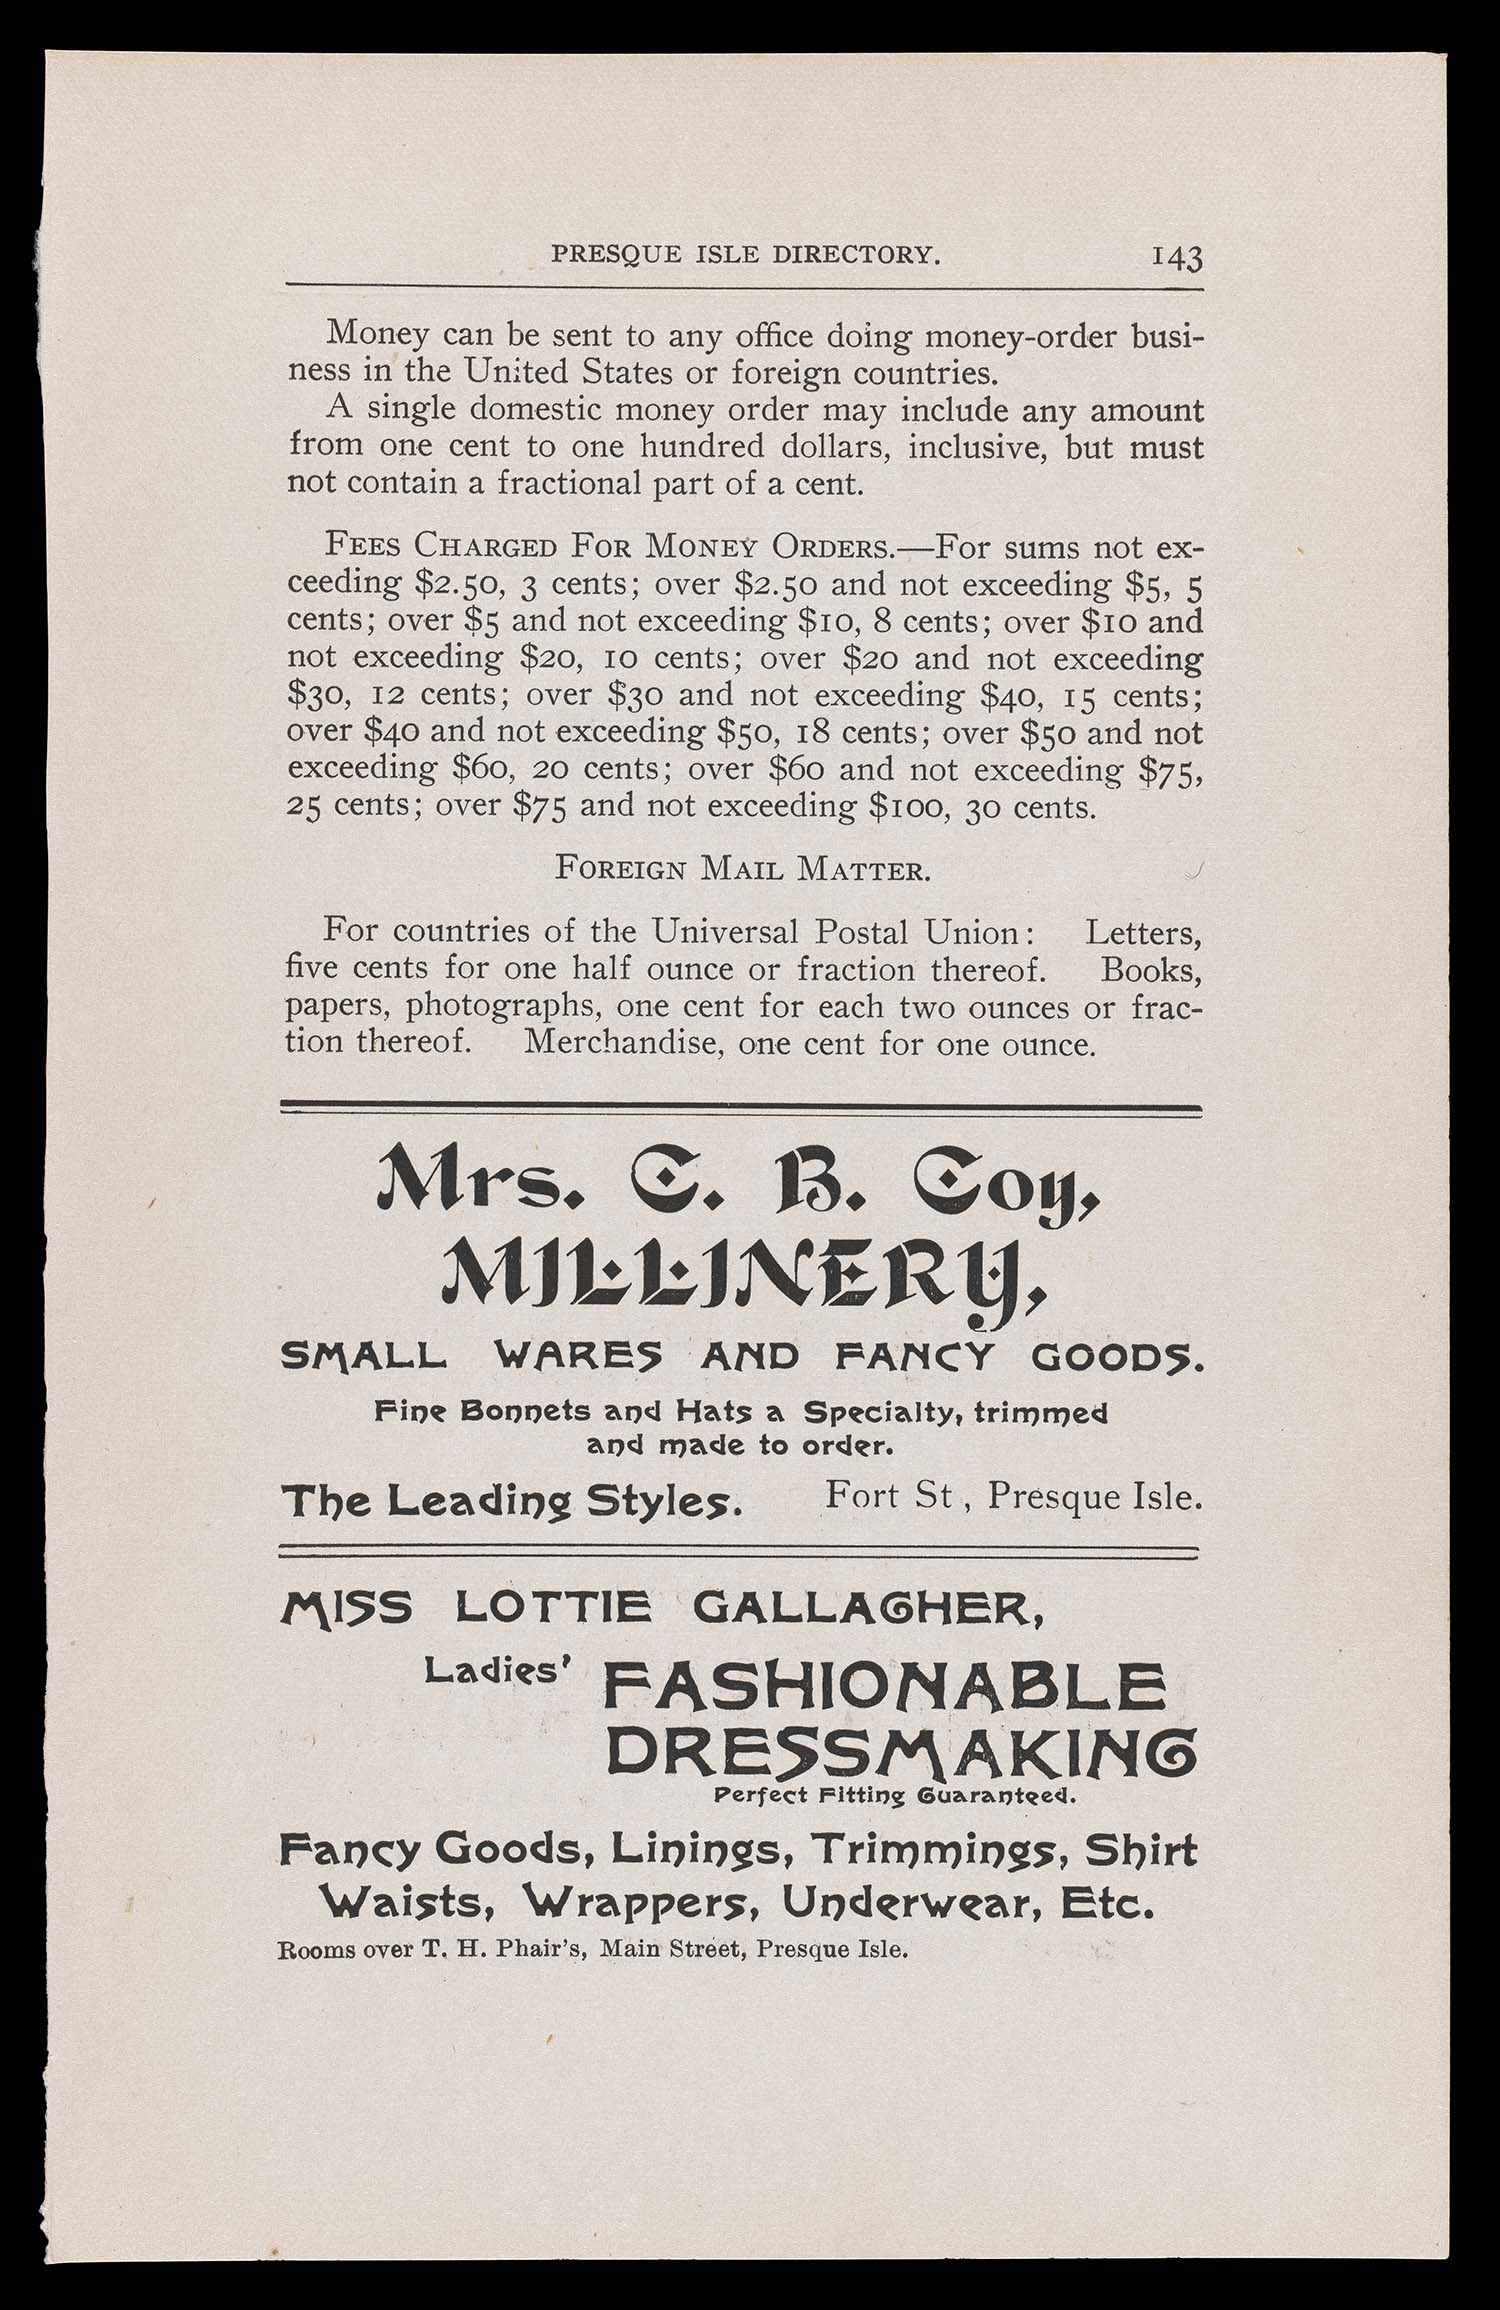 PRESQUE ISLE DIRECTORY. 143
Money can be sent to any office doing money-order busi-
ness in the United States or foreign countries.
A single domestic money order may include any amount
from one cent to one hundred dollars, inclusive, but must
not contain a fractional part of a cent.
FEES CHARGED FOR MONEY ORDERS.—For sums not ex-
ceeding $2.50, 3 cents; over $2.50 and not exceeding $5, 5
cents; over $5 and not exceeding $10, 8 cents; over $10 and
not exceeding $20, 10 cents; over $20 and not exceeding
$30, 12 cents; over $30 and not exceeding $40, 15 cents;
over $40 and not exceeding $50, 18 cents; over $50 and not
exceeding $60, 20 cents; over $60 and not exceeding $75,
25 cents; over $75 and not exceeding $100, 30 cents.
FOREIGN MAIL MATTER.
For countries of the Universal Postal Union: Letters,
five cents for one half ounce or fraction thereof. Books,
papers, photographs, one cent for each two ounces or frac-
tion thereof. Merchandise, one cent for one ounce.
Mrs. C. B. Coy,
MILLINERY,
SMALL WARES AND FANCY GOODS.
Fine Bonnets and Hats a Specialty, trimmed
and made to order.
The Leading Styles. Fort St, Presque Isle.
MISS LOTTIE GALLAGHER,
Ladies' FASHIONABLE
DRESSMAKING
Perfect Fitting Guaranteed.
Fancy Goods, Linings, Trimmings, Shirt
Waists, Wrappers, Underwear, Etc.
Rooms over T. H. Phair's, Main Street, Presque Isle.